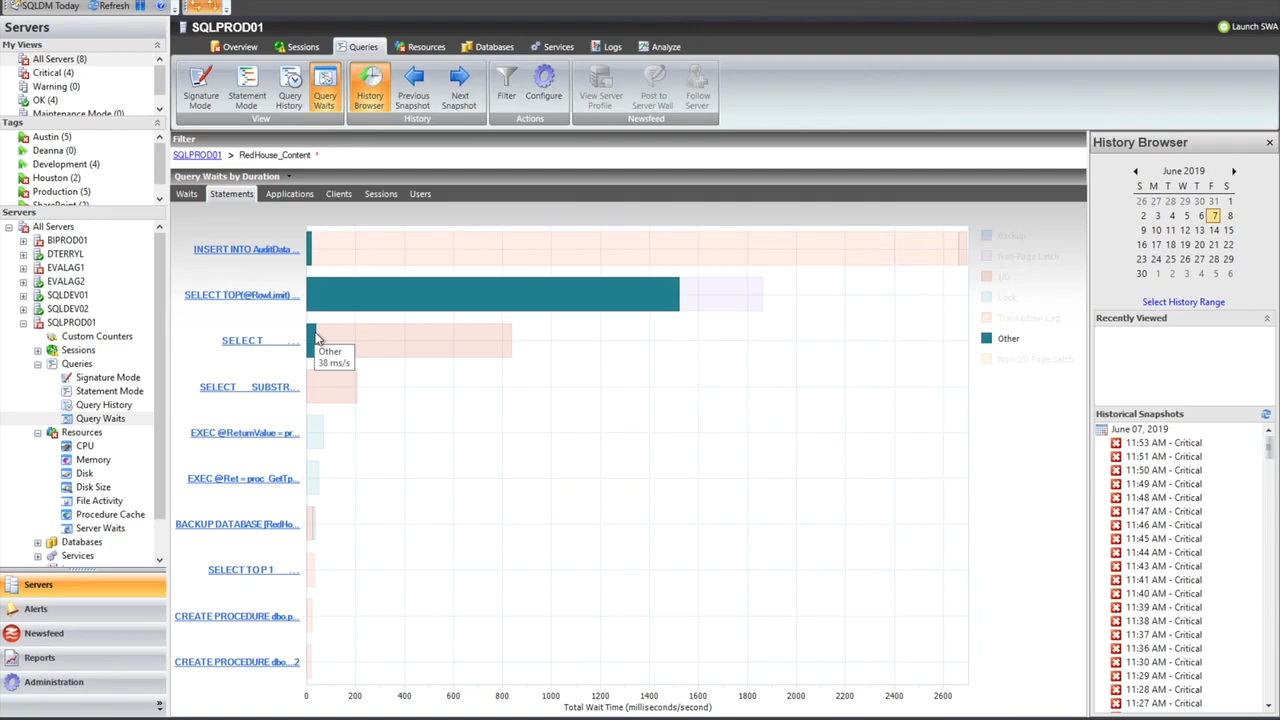 SQLDM Today Refresh
Servers
My Views
All Servers (8)
Critical (4)
Warning (0)
OK (4)
Maintenance Mode (0)
Tags
Austin (5)
Deanna (0)
Development (4)
Houston (2)
Production (5)
SharePoint (2)
Servers
All Servers
BIPROD01
DTERRYL
EVALAG1
EVALAG2
SQLDEV01
SQLDEV02
SQLPROD01
Custom Counters
Sessions
Queries
Signature Mode
Statement Mode
Query History
Query Waits
Resources
CPU
Memory
Disk
Disk Size
File Activity
Procedure Cache
Server Waits
Databases
Services
Servers
Alerts
Newsfeed
Reports
Administration
SQLPROD01
Launch SWA
Overview Sessions Queries Resources Databases Services Logs Analyze
Signature Mode Statement Mode Query History Query Waits History Browser Previous Snapshot Next Snapshot Filter Configure View Server Profile Post to Server Wall Follow Server
View History Actions Newsfeed
Filter
SQLPROD01 > RedHouse_Content *
Query Waits by Duration
Waits Statements Applications Clients Sessions Users
INSERT INTO AuditData ...
SELECT TOP(@RowLimit) ...
SELECT ...
SELECT SUBSTR...
EXEC @ReturnValue = pr...
EXEC @Ret = proc_GetTp...
BACKUP DATABASE [RedHo...
SELECT TOP 1 ...
CREATE PROCEDURE dbo.p...
CREATE PROCEDURE dbo...2
Other
38 ms/s
0 200 400 600 800 1000 1200 1400 1600 1800 2000 2200 2400 2600
Total Wait Time (milliseconds/second)
Backup
Non-Page Latch
I/O
Lock
Transaction Log
Other
Non-I/O Page Latch
History Browser
June 2019
S M T W T F S
26 27 28 29 30 31 1
2 3 4 5 6 7 8
9 10 11 12 13 14 15
16 17 18 19 20 21 22
23 24 25 26 27 28 29
30 1 2 3 4 5 6
Select History Range
Recently Viewed
Historical Snapshots
June 07, 2019
11:53 AM - Critical
11:51 AM - Critical
11:50 AM - Critical
11:49 AM - Critical
11:48 AM - Critical
11:47 AM - Critical
11:46 AM - Critical
11:45 AM - Critical
11:44 AM - Critical
11:43 AM - Critical
11:41 AM - Critical
11:40 AM - Critical
11:39 AM - Critical
11:38 AM - Critical
11:37 AM - Critical
11:36 AM - Critical
11:30 AM - Critical
11:29 AM - Critical
11:28 AM - Critical
11:27 AM - Critical